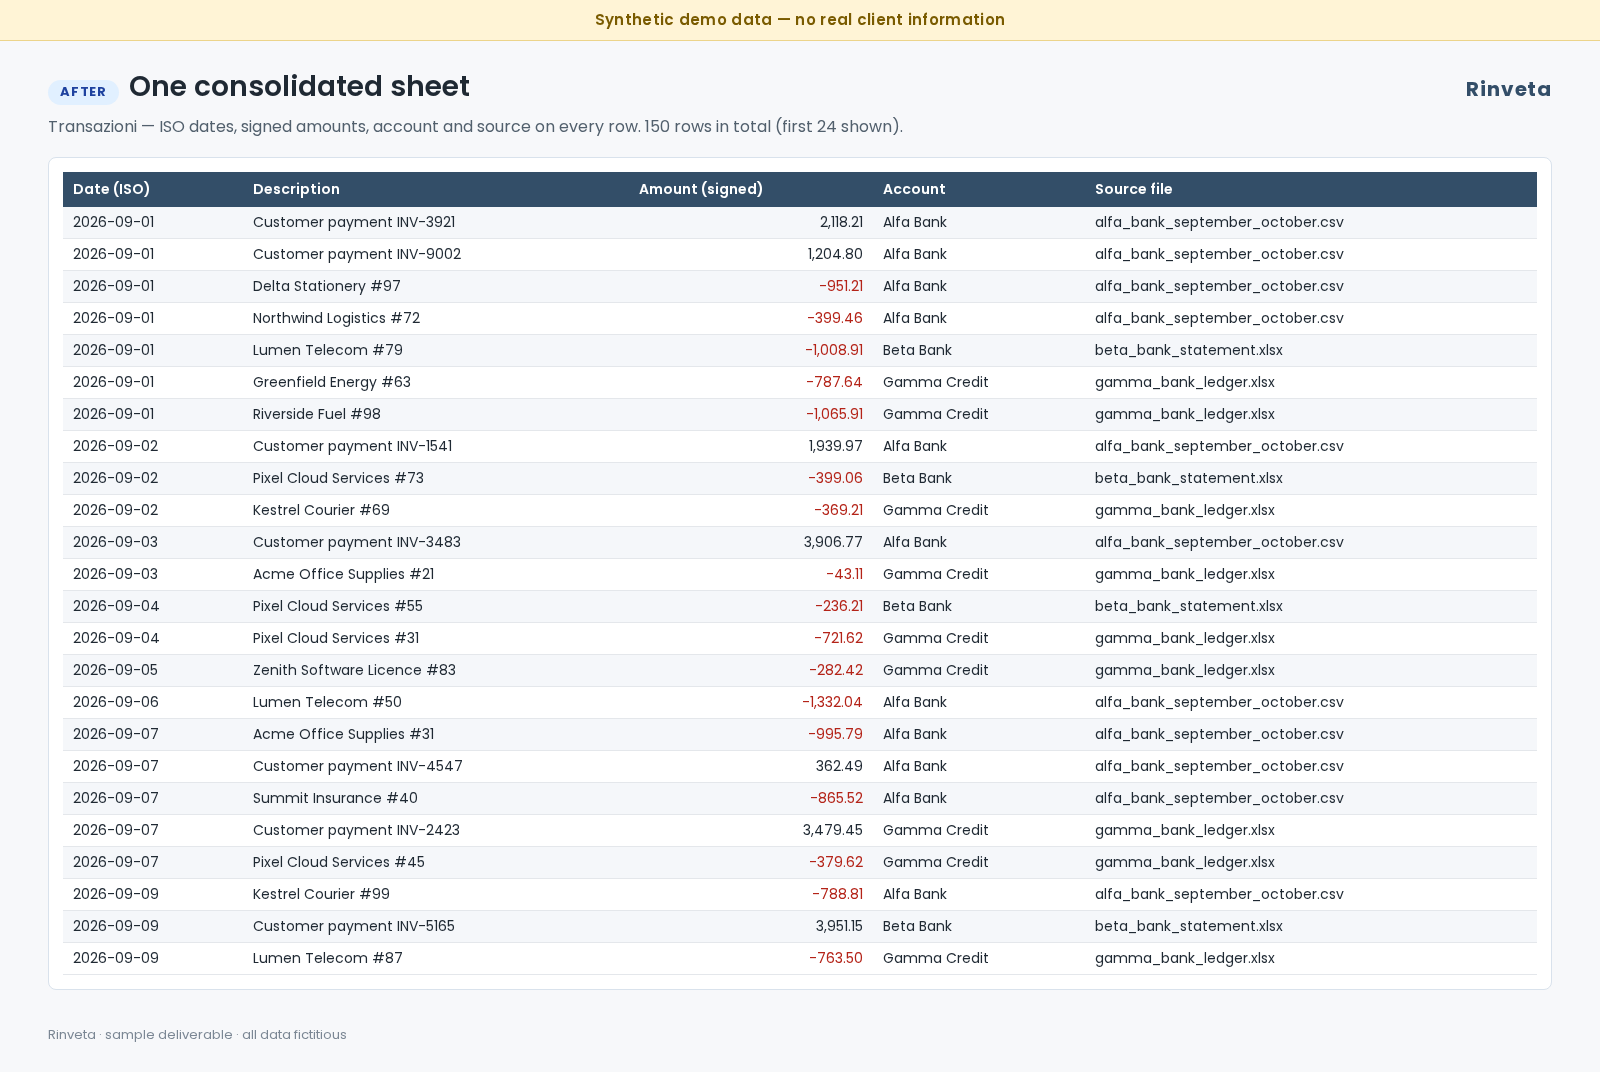 Synthetic demo data — no real client information
AFTER One consolidated sheet
Rinveta
Transazioni — ISO dates, signed amounts, account and source on every row. 150 rows in total (first 24 shown).
Date (ISO) Description Amount (signed) Account Source file
2026-09-01 Customer payment INV-3921 2,118.21 Alfa Bank alfa_bank_september_october.csv
2026-09-01 Customer payment INV-9002 1,204.80 Alfa Bank alfa_bank_september_october.csv
2026-09-01 Delta Stationery #97 -951.21 Alfa Bank alfa_bank_september_october.csv
2026-09-01 Northwind Logistics #72 -399.46 Alfa Bank alfa_bank_september_october.csv
2026-09-01 Lumen Telecom #79 -1,008.91 Beta Bank beta_bank_statement.xlsx
2026-09-01 Greenfield Energy #63 -787.64 Gamma Credit gamma_bank_ledger.xlsx
2026-09-01 Riverside Fuel #98 -1,065.91 Gamma Credit gamma_bank_ledger.xlsx
2026-09-02 Customer payment INV-1541 1,939.97 Alfa Bank alfa_bank_september_october.csv
2026-09-02 Pixel Cloud Services #73 -399.06 Beta Bank beta_bank_statement.xlsx
2026-09-02 Kestrel Courier #69 -369.21 Gamma Credit gamma_bank_ledger.xlsx
2026-09-03 Customer payment INV-3483 3,906.77 Alfa Bank alfa_bank_september_october.csv
2026-09-03 Acme Office Supplies #21 -43.11 Gamma Credit gamma_bank_ledger.xlsx
2026-09-04 Pixel Cloud Services #55 -236.21 Beta Bank beta_bank_statement.xlsx
2026-09-04 Pixel Cloud Services #31 -721.62 Gamma Credit gamma_bank_ledger.xlsx
2026-09-05 Zenith Software Licence #83 -282.42 Gamma Credit gamma_bank_ledger.xlsx
2026-09-06 Lumen Telecom #50 -1,332.04 Alfa Bank alfa_bank_september_october.csv
2026-09-07 Acme Office Supplies #31 -995.79 Alfa Bank alfa_bank_september_october.csv
2026-09-07 Customer payment INV-4547 362.49 Alfa Bank alfa_bank_september_october.csv
2026-09-07 Summit Insurance #40 -865.52 Alfa Bank alfa_bank_september_october.csv
2026-09-07 Customer payment INV-2423 3,479.45 Gamma Credit gamma_bank_ledger.xlsx
2026-09-07 Pixel Cloud Services #45 -379.62 Gamma Credit gamma_bank_ledger.xlsx
2026-09-09 Kestrel Courier #99 -788.81 Alfa Bank alfa_bank_september_october.csv
2026-09-09 Customer payment INV-5165 3,951.15 Beta Bank beta_bank_statement.xlsx
2026-09-09 Lumen Telecom #87 -763.50 Gamma Credit gamma_bank_ledger.xlsx
Rinveta · sample deliverable · all data fictitious